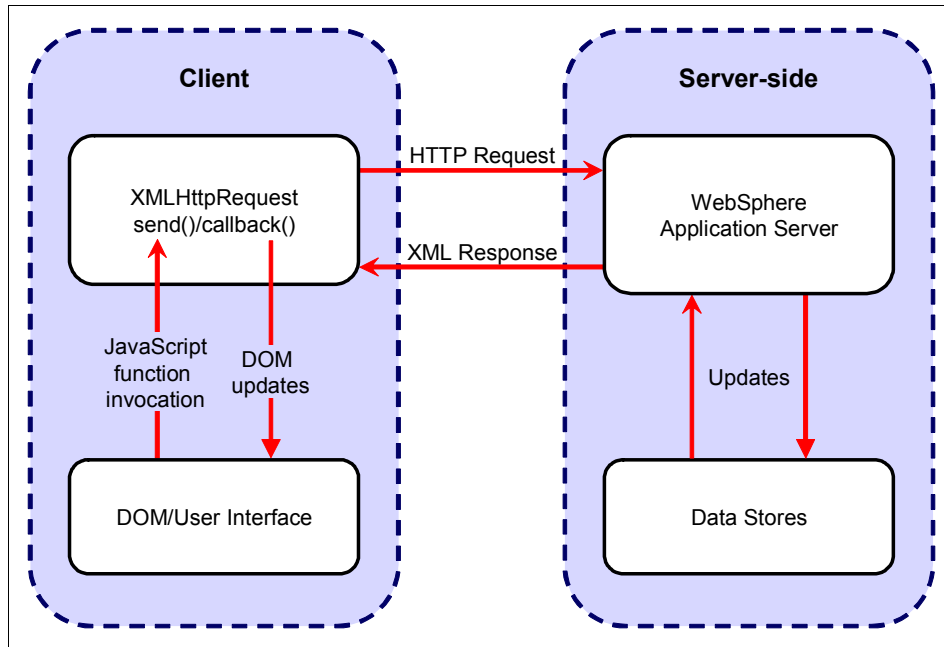 Client
Server-side
HTTP Request
XMLHttpRequest
send()/callback()
WebSphere
Application Server
XML Response
JavaScript
function
invocation
DOM
updates
Updates
DOM/User Interface
Data Stores